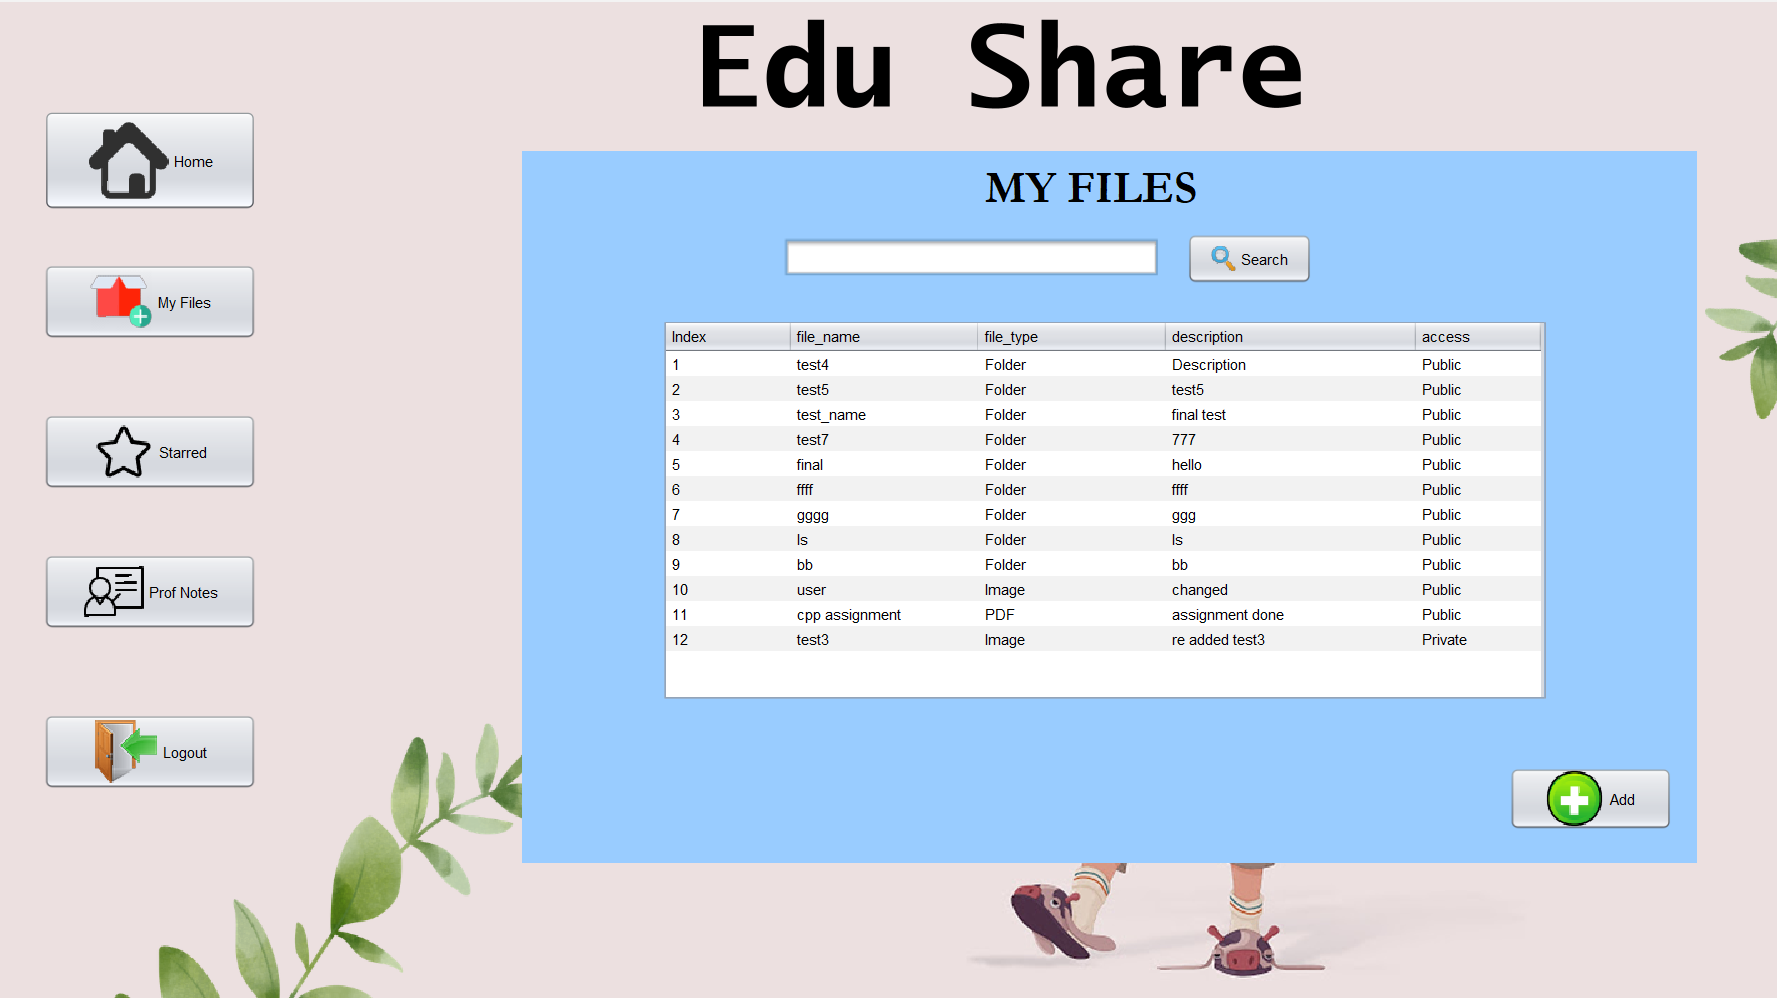 Edu Share
Home
My Files
Starred
Prof Notes
Logout
MY FILES
Search
Index file_name file_type description access
1 test4 Folder Description Public
2 test5 Folder test5 Public
3 test_name Folder final test Public
4 test7 Folder 777 Public
5 final Folder hello Public
6 ffff Folder ffff Public
7 gggg Folder ggg Public
8 ls Folder ls Public
9 bb Folder bb Public
10 user Image changed Public
11 cpp assignment PDF assignment done Public
12 test3 Image re added test3 Private
Add